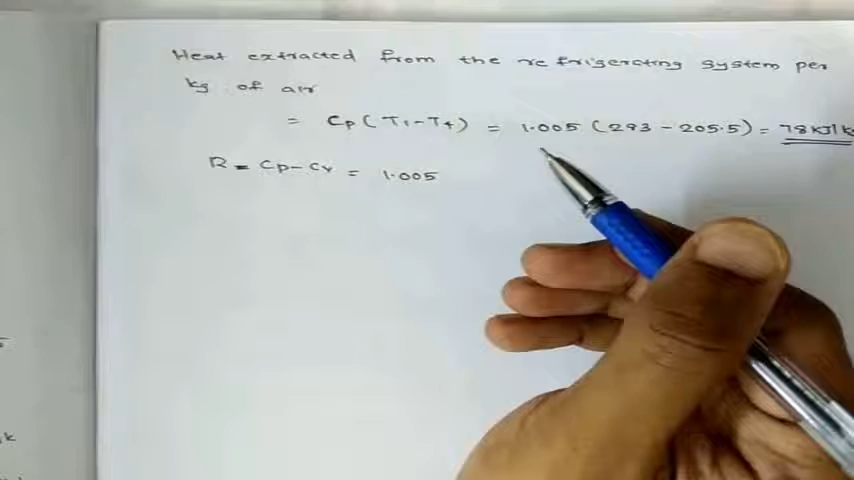 Heat extracted from the refrigerating system per
kg of air
= Cp(T1-T4) = 1.005 (293 - 205.5) = 78 kJ/k
R = Cp - Cv = 1.005